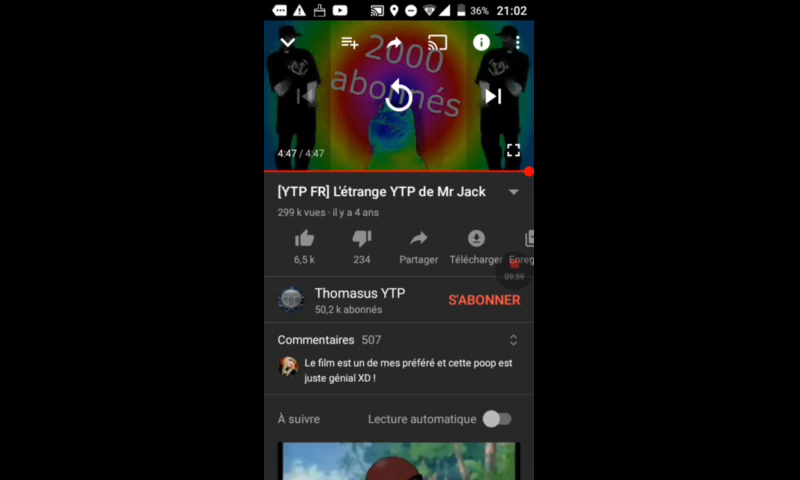 36% 21:02
2000
abonnés
4:47 / 4:47
[YTP FR] L'étrange YTP de Mr Jack
299 k vues · il y a 4 ans
6,5 k 234 Partager Télécharger Enreg
09:59
Thomasus YTP
50,2 k abonnés
S'ABONNER
Commentaires 507
Le film est un de mes préféré et cette poop est
juste génial XD !
À suivre Lecture automatique